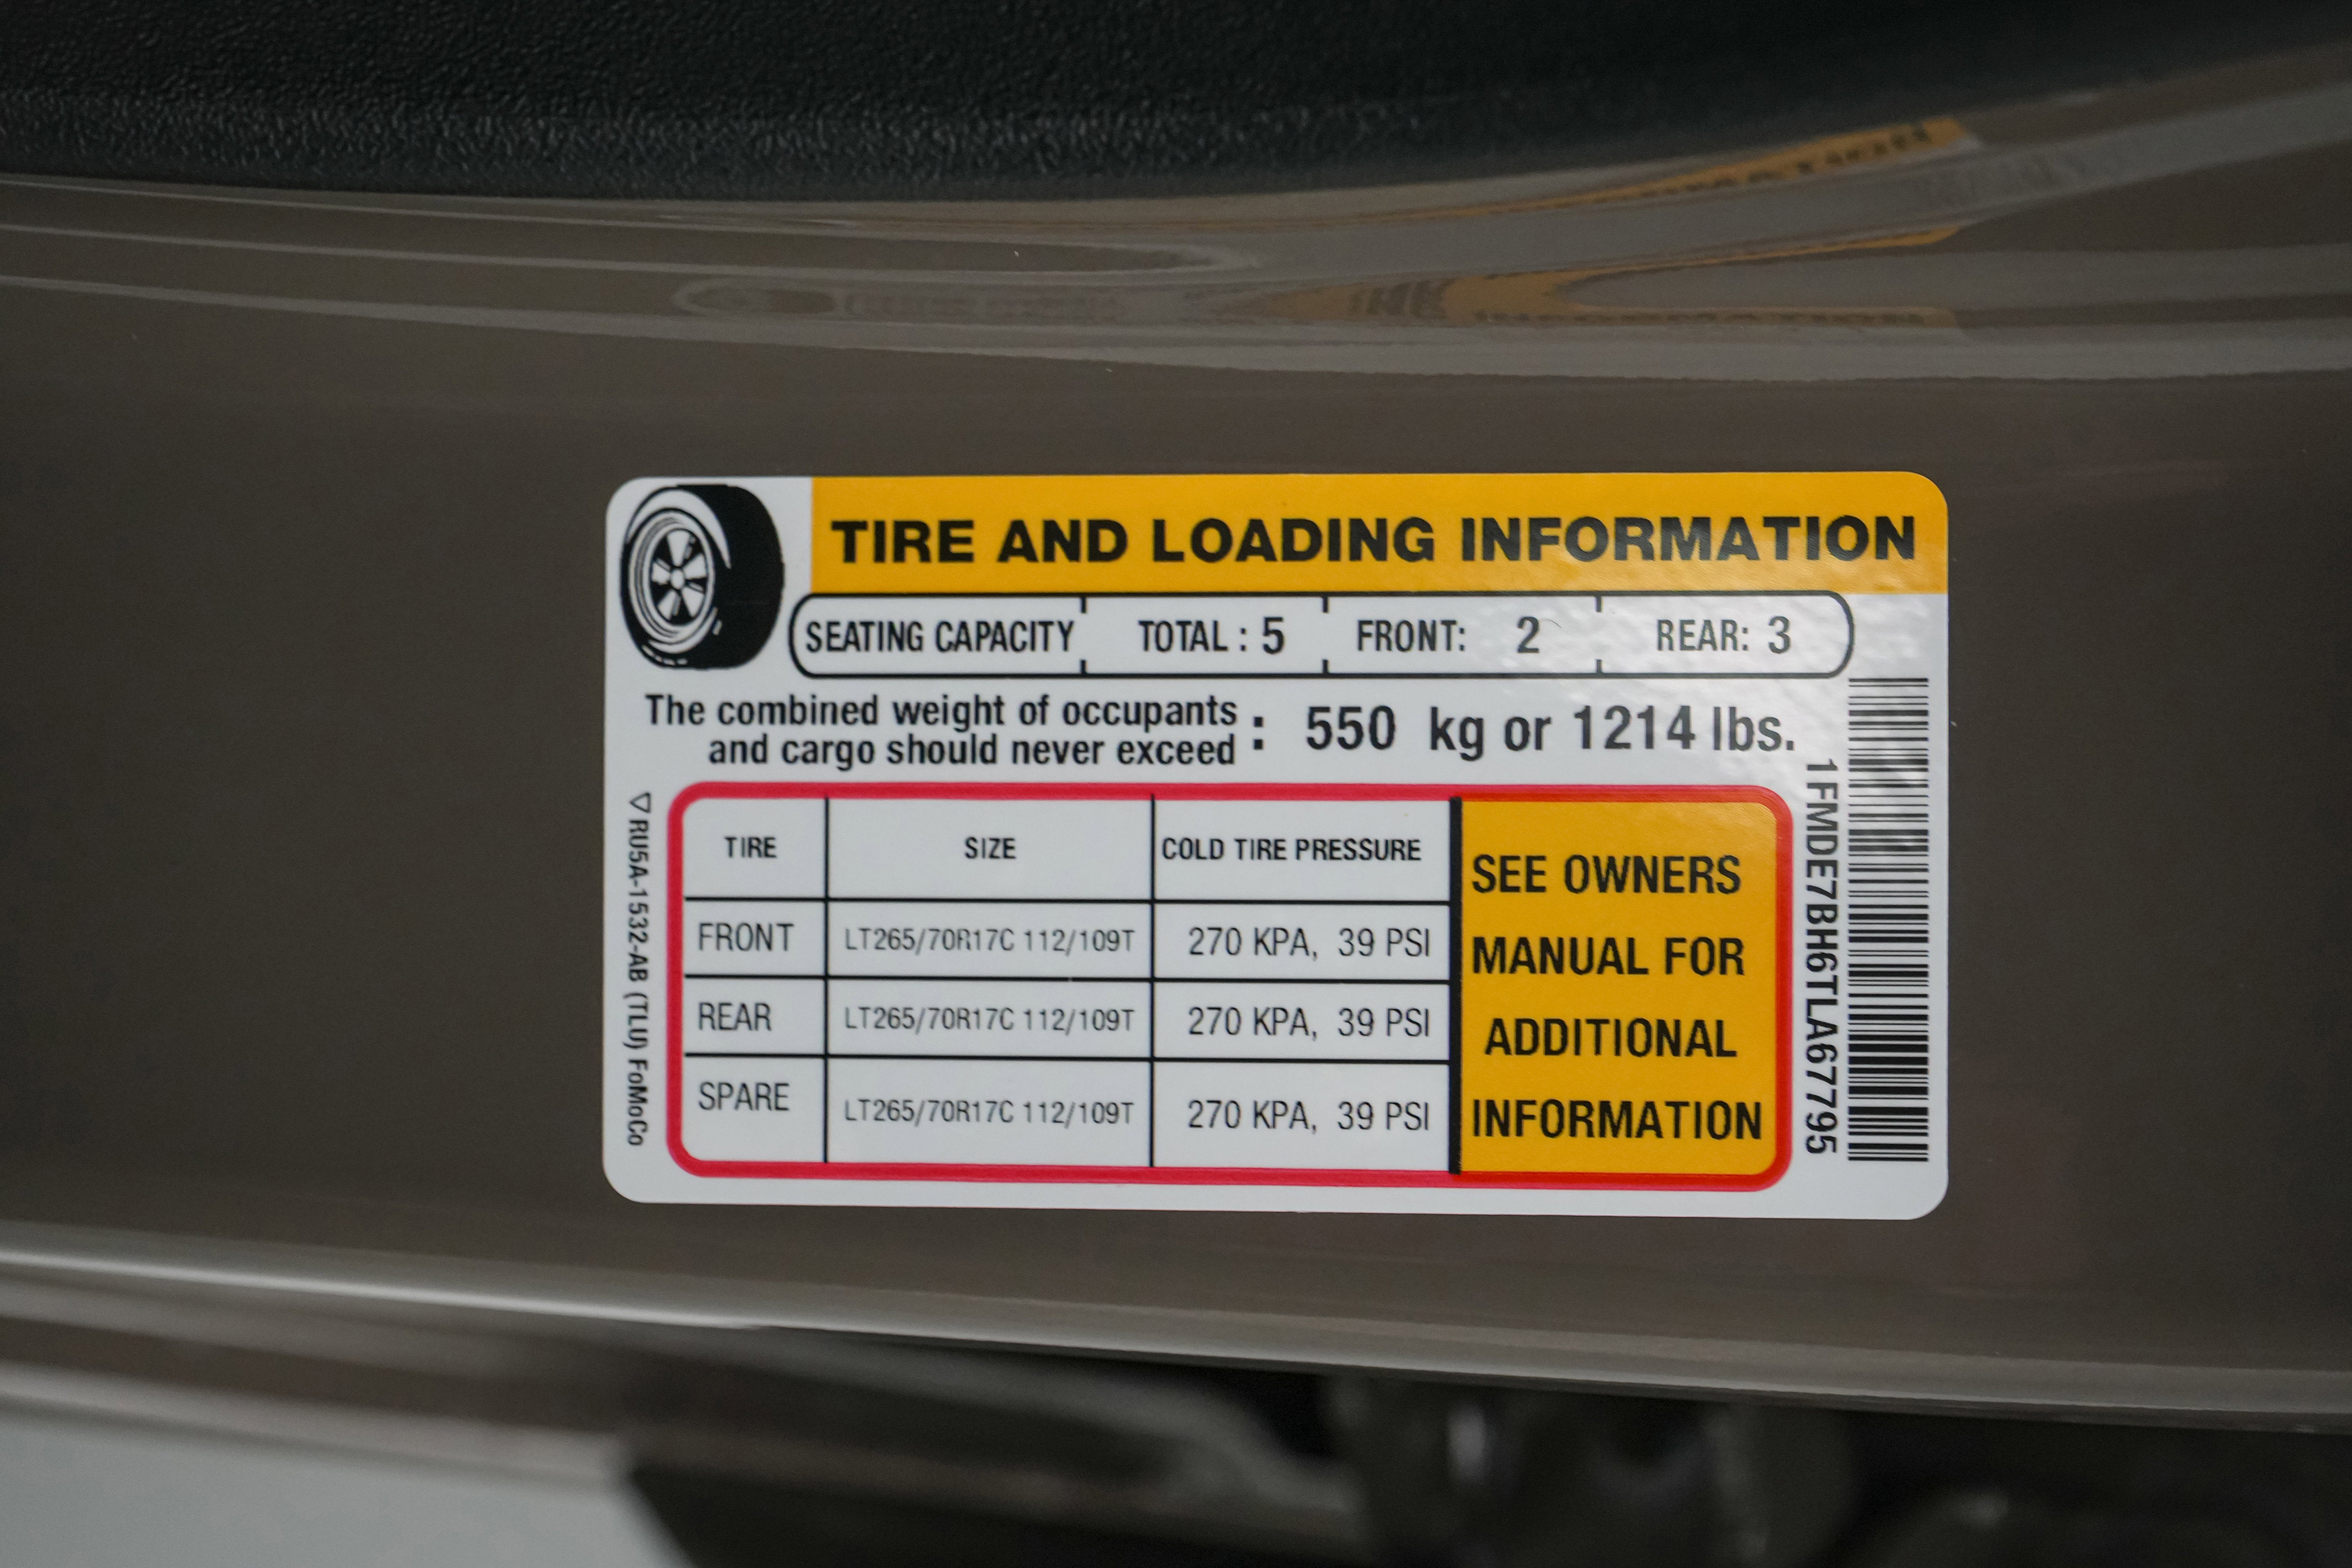 TIRE AND LOADING INFORMATION
SEATING CAPACITY TOTAL : 5 FRONT: 2 REAR: 3
The combined weight of occupants
and cargo should never exceed : 550 kg or 1214 lbs.
TIRE SIZE COLD TIRE PRESSURE
FRONT LT265/70R17C 112/109T 270 KPA, 39 PSI
REAR LT265/70R17C 112/109T 270 KPA, 39 PSI
SPARE LT265/70R17C 112/109T 270 KPA, 39 PSI
SEE OWNERS
MANUAL FOR
ADDITIONAL
INFORMATION
RU5A-1532-AB (TLU) FoMoCo
1FMDE7BH6TLA67795